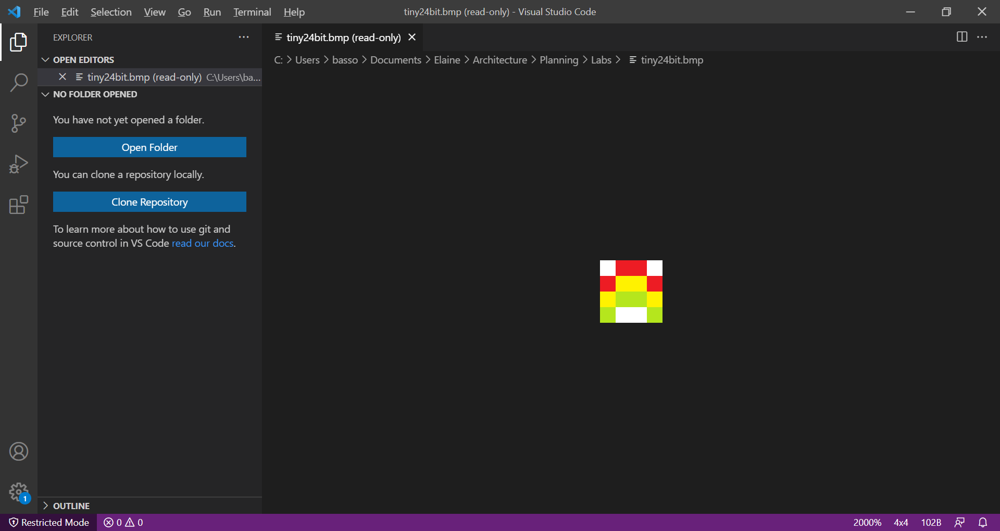 File Edit Selection View Go Run Terminal Help tiny24bit.bmp (read-only) - Visual Studio Code
EXPLORER
tiny24bit.bmp (read-only)
C: > Users > basso > Documents > Elaine > Architecture > Planning > Labs > tiny24bit.bmp
OPEN EDITORS
tiny24bit.bmp (read-only) C:\Users\ba...
NO FOLDER OPENED
You have not yet opened a folder.
Open Folder
You can clone a repository locally.
Clone Repository
To learn more about how to use git and
source control in VS Code read our docs.
1
OUTLINE
Restricted Mode 0 0 2000% 4x4 102B